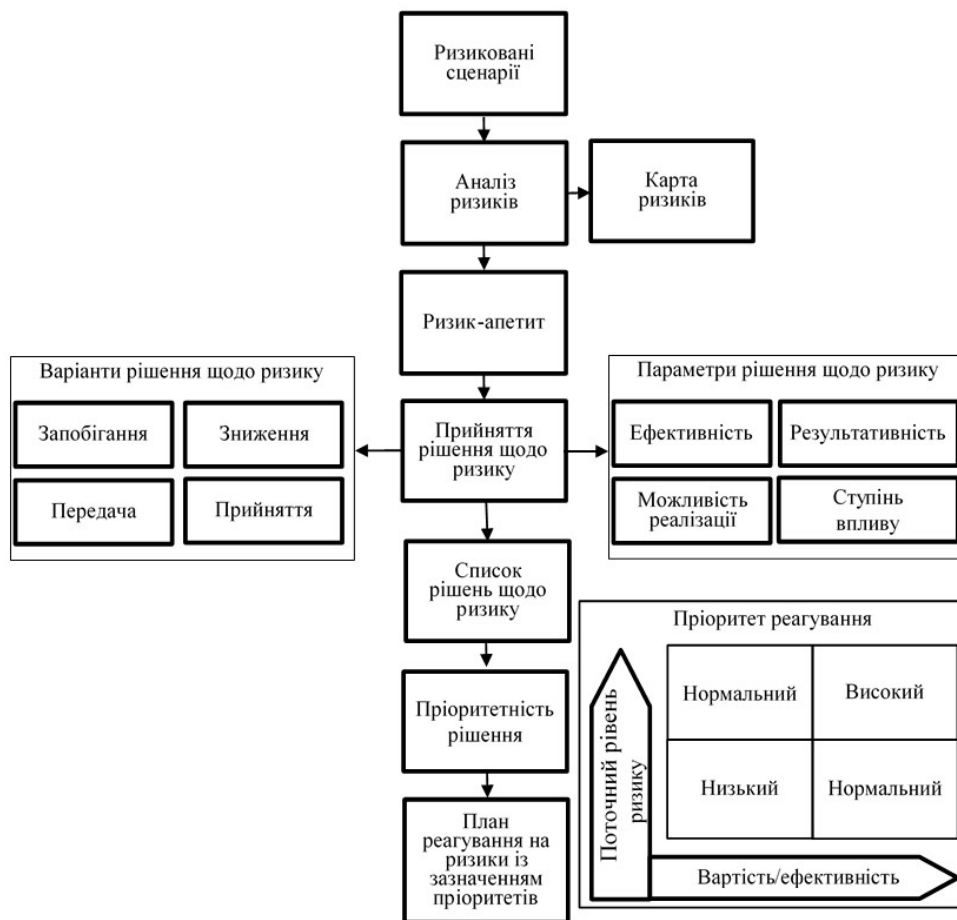 Ризиковані
сценарії
Аналіз
ризиків
Карта
ризиків
Ризик-апетит
Варіанти рішення щодо ризику
Запобігання
Зниження
Передача
Прийняття
Прийняття
рішення щодо
ризику
Параметри рішення щодо ризику
Ефективність
Результативність
Можливість
реалізації
Ступінь
впливу
Список
рішень щодо
ризику
Пріоритетність
рішення
План
реагування на
ризики із
зазначенням
пріоритетів
Пріоритет реагування
Поточний рівень
ризику
Нормальний
Високий
Низький
Нормальний
Вартість/ефективність